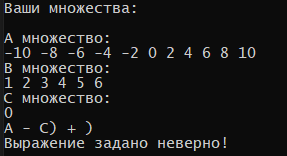 Ваши множества:
А множество:
-10 -8 -6 -4 -2 0 2 4 6 8 10
В множество:
1 2 3 4 5 6
С множество:
0
A - C) + )
Выражение задано неверно!